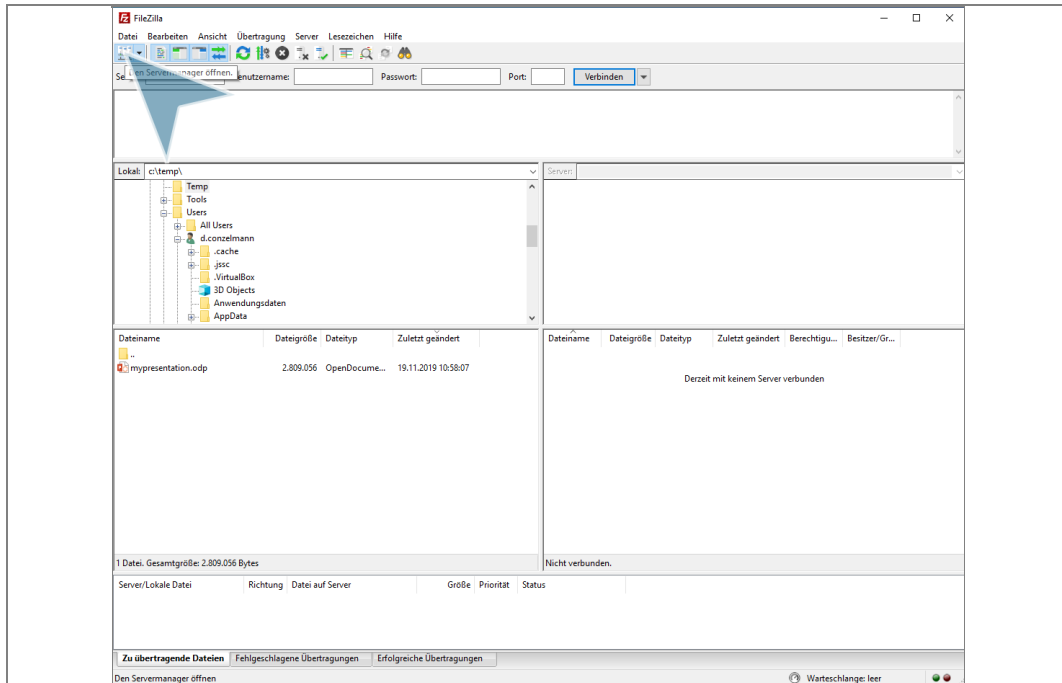 FileZilla
Datei Bearbeiten Ansicht Übertragung Server Lesezeichen Hilfe
Den Servermanager öffnen.
Passwort: Port: Verbinden
Lokal: c:\temp\
Server:
Temp
Tools
Users
All Users
d.conzelmann
.cache
.jssc
.VirtualBox
3D Objects
Anwendungsdaten
AppData
Dateiname Dateigröße Dateityp Zuletzt geändert
..
mypresentation.odp 2.809.056 OpenDocume... 19.11.2019 10:58:07
1 Datei. Gesamtgröße: 2.809.056 Bytes
Dateiname Dateigröße Dateityp Zuletzt geändert Berechtigu... Besitzer/Gr...
Derzeit mit keinem Server verbunden
Nicht verbunden.
Server/Lokale Datei Richtung Datei auf Server Größe Priorität Status
Zu übertragende Dateien Fehlgeschlagene Übertragungen Erfolgreiche Übertragungen
Den Servermanager öffnen Warteschlange: leer